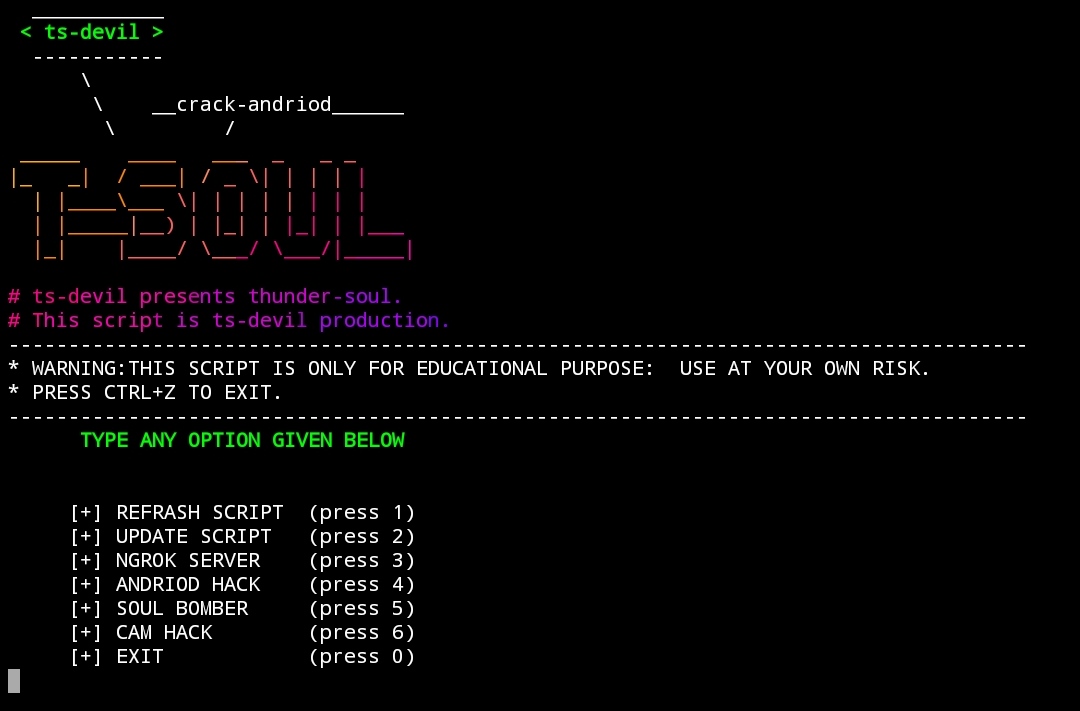 < ts-devil >
__crack-andriod______
T-SOUL
# ts-devil presents thunder-soul.
# This script is ts-devil production.
* WARNING:THIS SCRIPT IS ONLY FOR EDUCATIONAL PURPOSE:  USE AT YOUR OWN RISK.
* PRESS CTRL+Z TO EXIT.
TYPE ANY OPTION GIVEN BELOW
[+] REFRASH SCRIPT  (press 1)
[+] UPDATE SCRIPT   (press 2)
[+] NGROK SERVER    (press 3)
[+] ANDRIOD HACK    (press 4)
[+] SOUL BOMBER     (press 5)
[+] CAM HACK        (press 6)
[+] EXIT            (press 0)